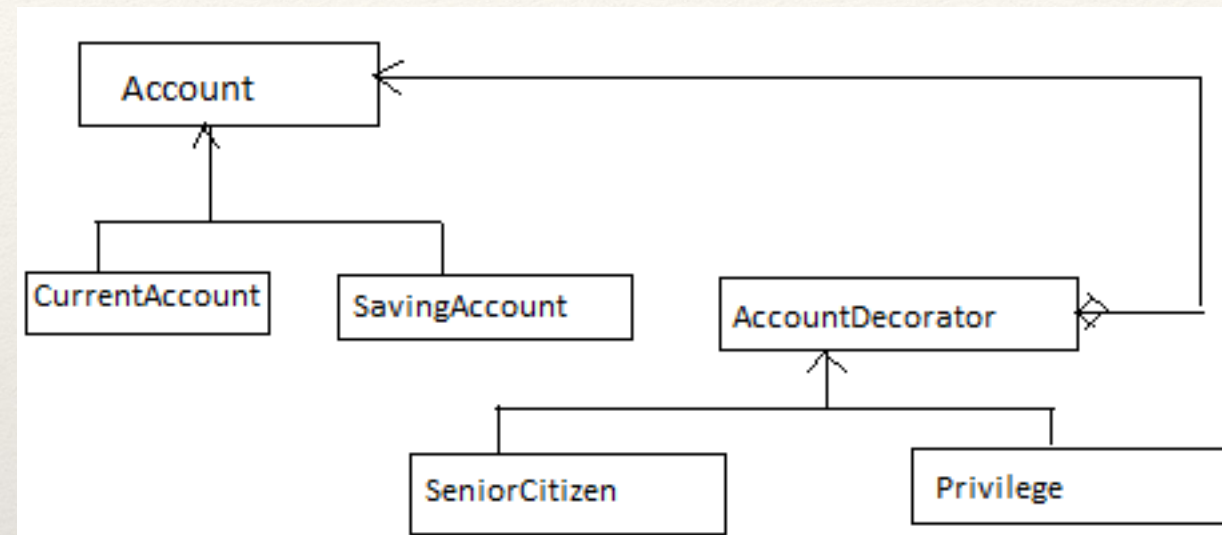 Account
CurrentAccount
SavingAccount
AccountDecorator
SeniorCitizen
Privilege